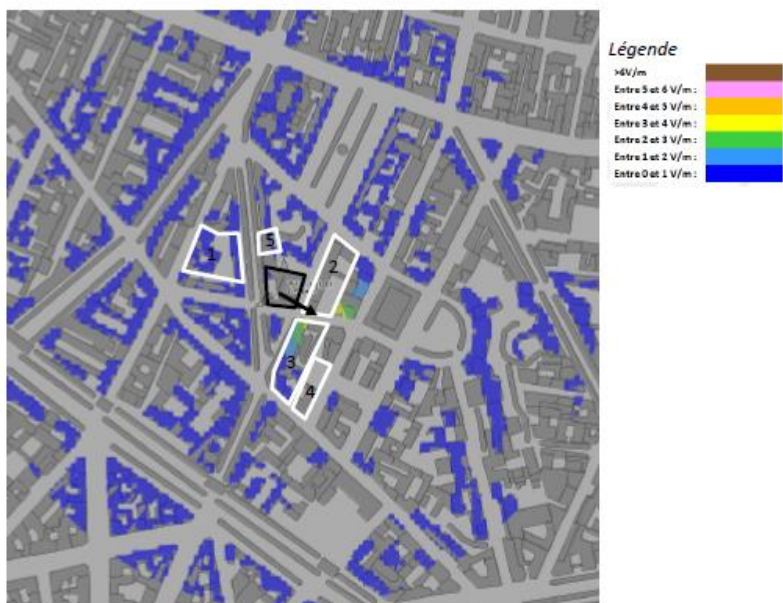 Légende
>6V/m
Entre 5 et 6 V/m :
Entre 4 et 5 V/m :
Entre 3 et 4 V/m :
Entre 2 et 3 V/m :
Entre 1 et 2 V/m :
Entre 0 et 1 V/m :
1
5
2
3
4